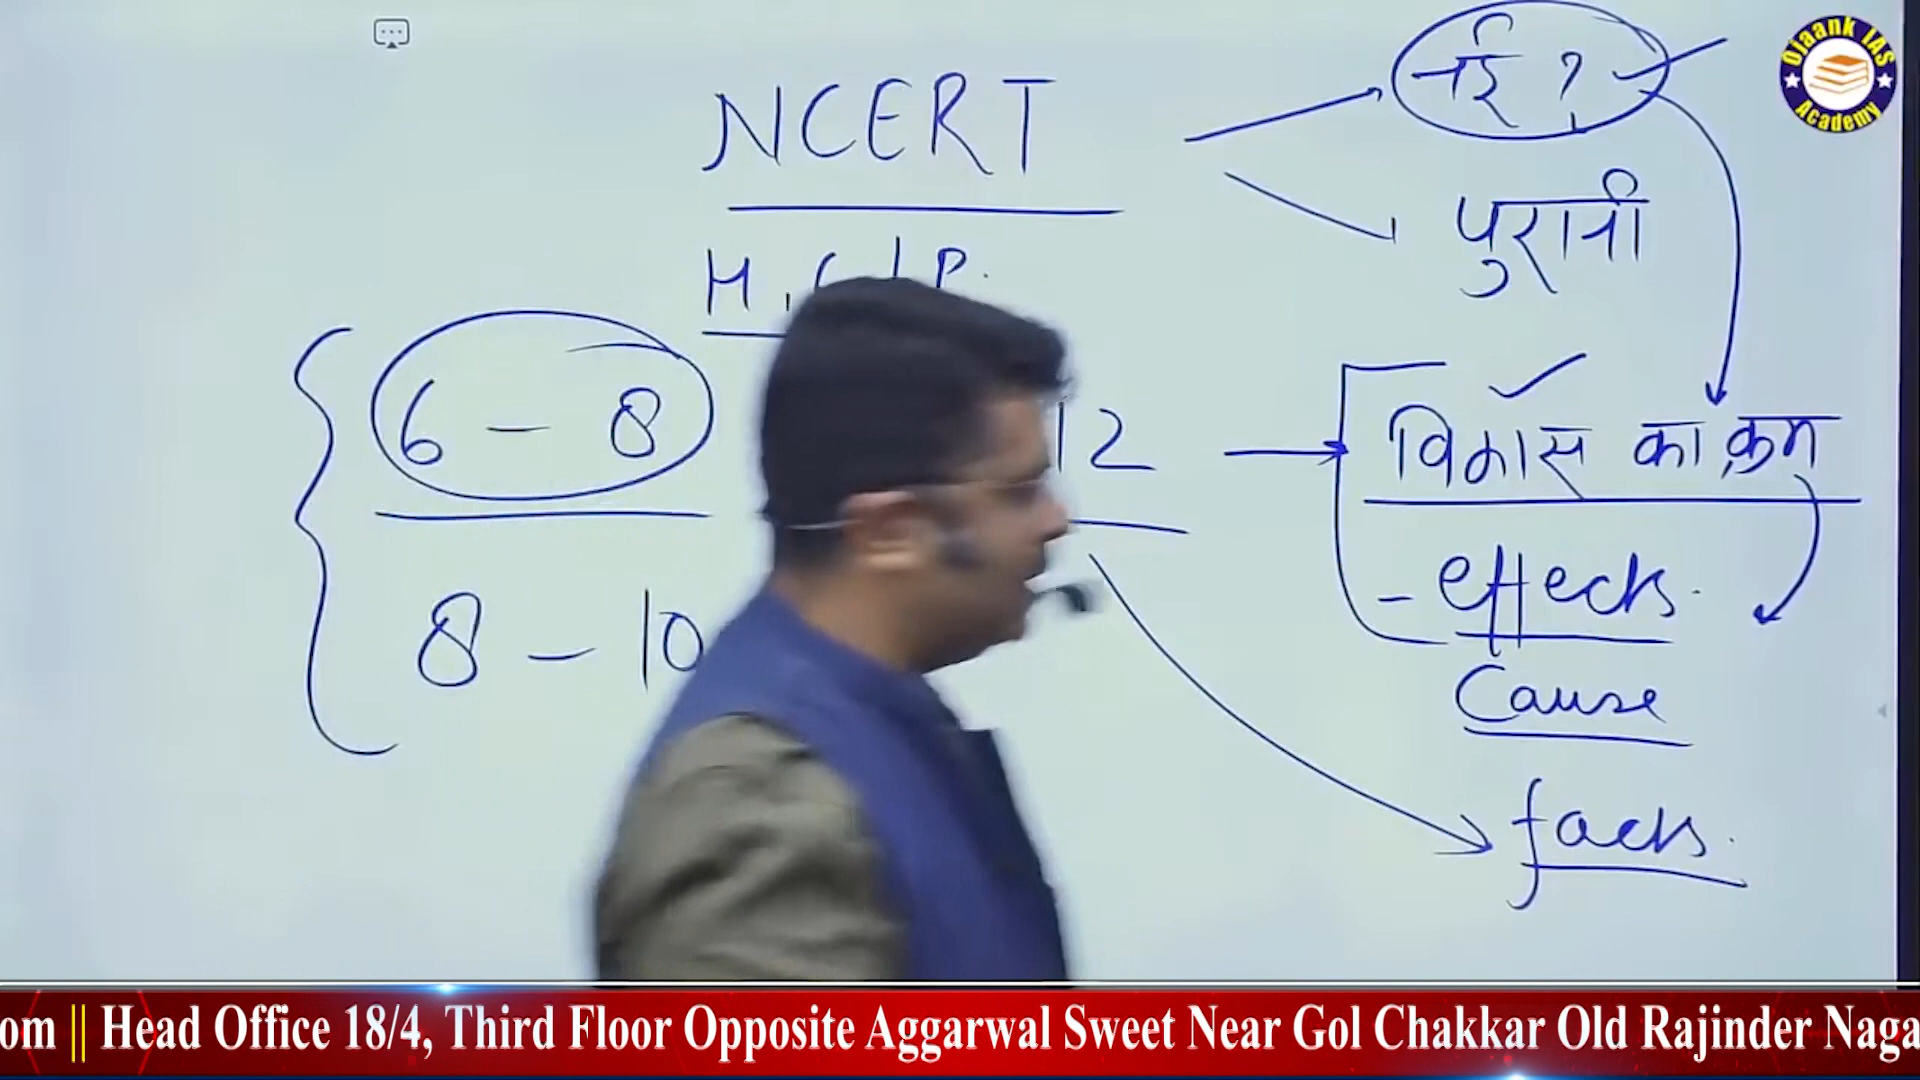 NCERT
नई ?
पुरानी
H,
P.
6 - 8
12
विकास का क्रम
8 - 10
- effects.
Cause
facts.
Ojaank IAS Academy
om || Head Office 18/4, Third Floor Opposite Aggarwal Sweet Near Gol Chakkar Old Rajinder Naga